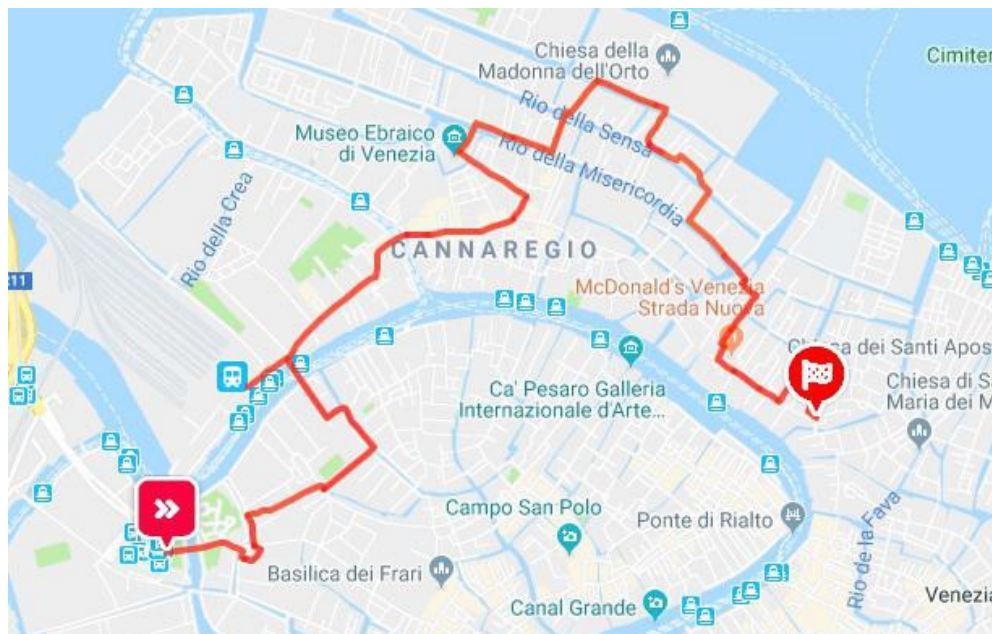 Chiesa della
Madonna dell'Orto
Cimiter
Rio della Sensa
Museo Ebraico
di Venezia
Rio della Misericordia
Rio della Crea
CANNAREGIO
11
McDonald's Venezia
Strada Nuova
Chiesa dei Santi Apos
Ca' Pesaro Galleria
Internazionale d'Arte...
Chiesa di Sa
Maria dei M
Campo San Polo
Ponte di Rialto
Rio de la Fava
Basilica dei Frari
Canal Grande
Venezia